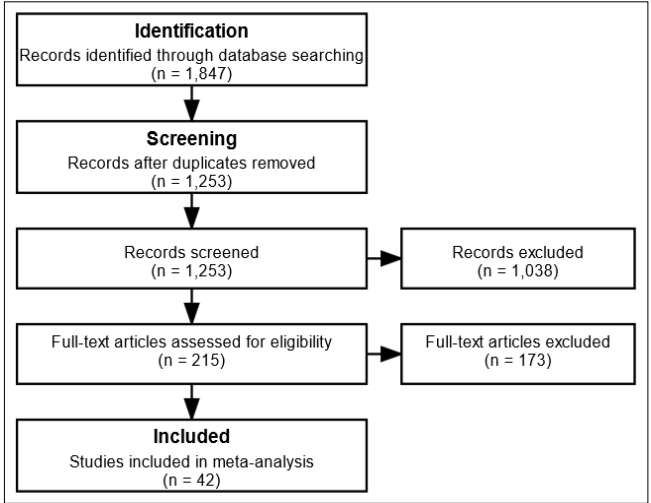 Identification
Records identified through database searching
(n = 1,847)
Screening
Records after duplicates removed
(n = 1,253)
Records screened
(n = 1,253)
Records excluded
(n = 1,038)
Full-text articles assessed for eligibility
(n = 215)
Full-text articles excluded
(n = 173)
Included
Studies included in meta-analysis
(n = 42)